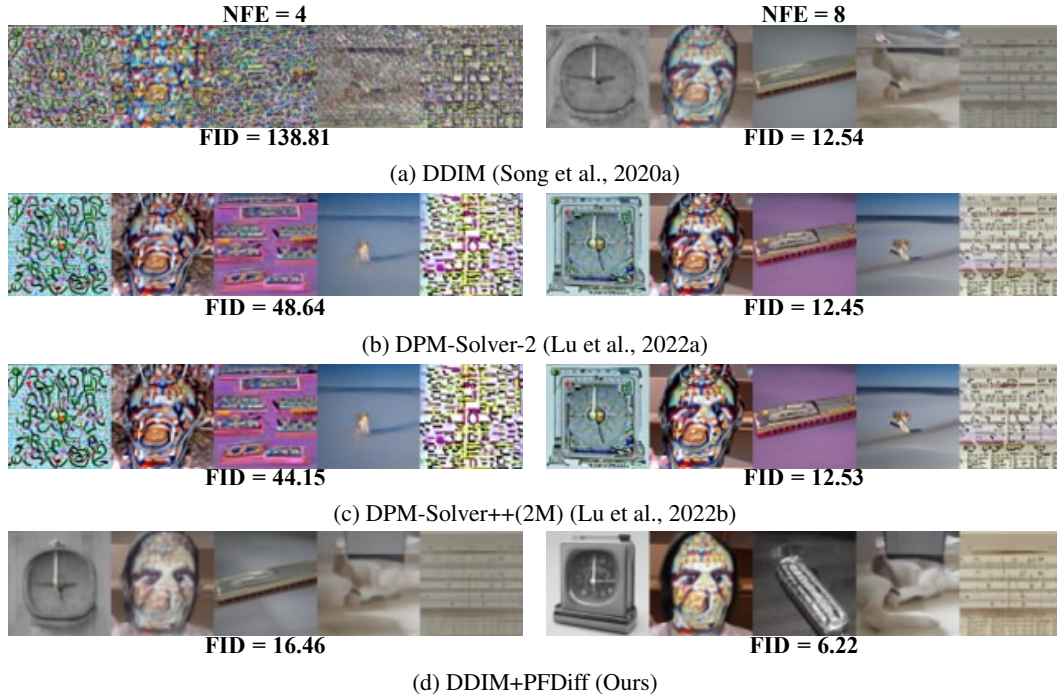 NFE = 4 NFE = 8
FID = 138.81 FID = 12.54
(a) DDIM (Song et al., 2020a)
FID = 48.64 FID = 12.45
(b) DPM-Solver-2 (Lu et al., 2022a)
FID = 44.15 FID = 12.53
(c) DPM-Solver++(2M) (Lu et al., 2022b)
FID = 16.46 FID = 6.22
(d) DDIM+PFDiff (Ours)